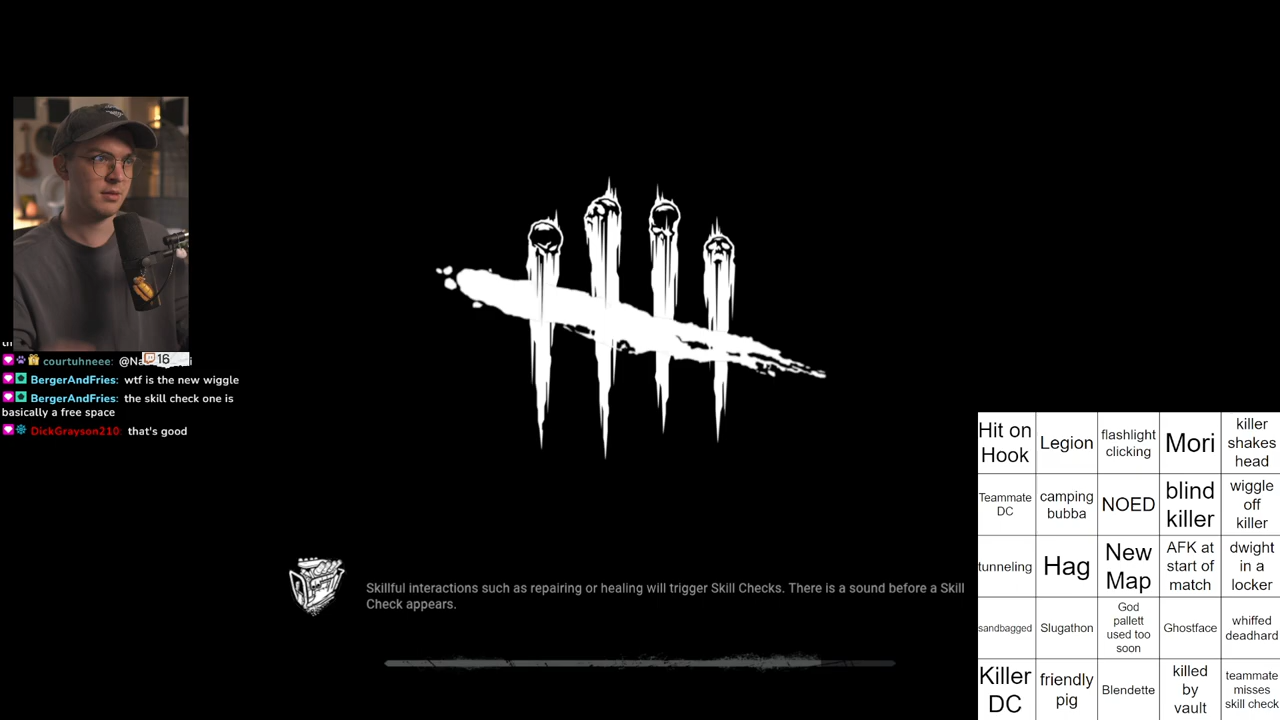 courtuhneee: @Na
16
BergerAndFries: wtf is the new wiggle
BergerAndFries: the skill check one is
basically a free space
DickGrayson210: that's good
Skillful interactions such as repairing or healing will trigger Skill Checks. There is a sound before a Skill
Check appears.
Hit on
Hook
Legion
flashlight
clicking
Mori
killer
shakes
head
Teammate
DC
camping
bubba
NOED
blind
killer
wiggle
off
killer
tunneling
Hag
New
Map
AFK at
start of
match
dwight
in a
locker
sandbagged
Slugathon
God
pallett
used too
soon
Ghostface
whiffed
deadhard
Killer
DC
friendly
pig
Blendette
killed
by
vault
teammate
misses
skill check